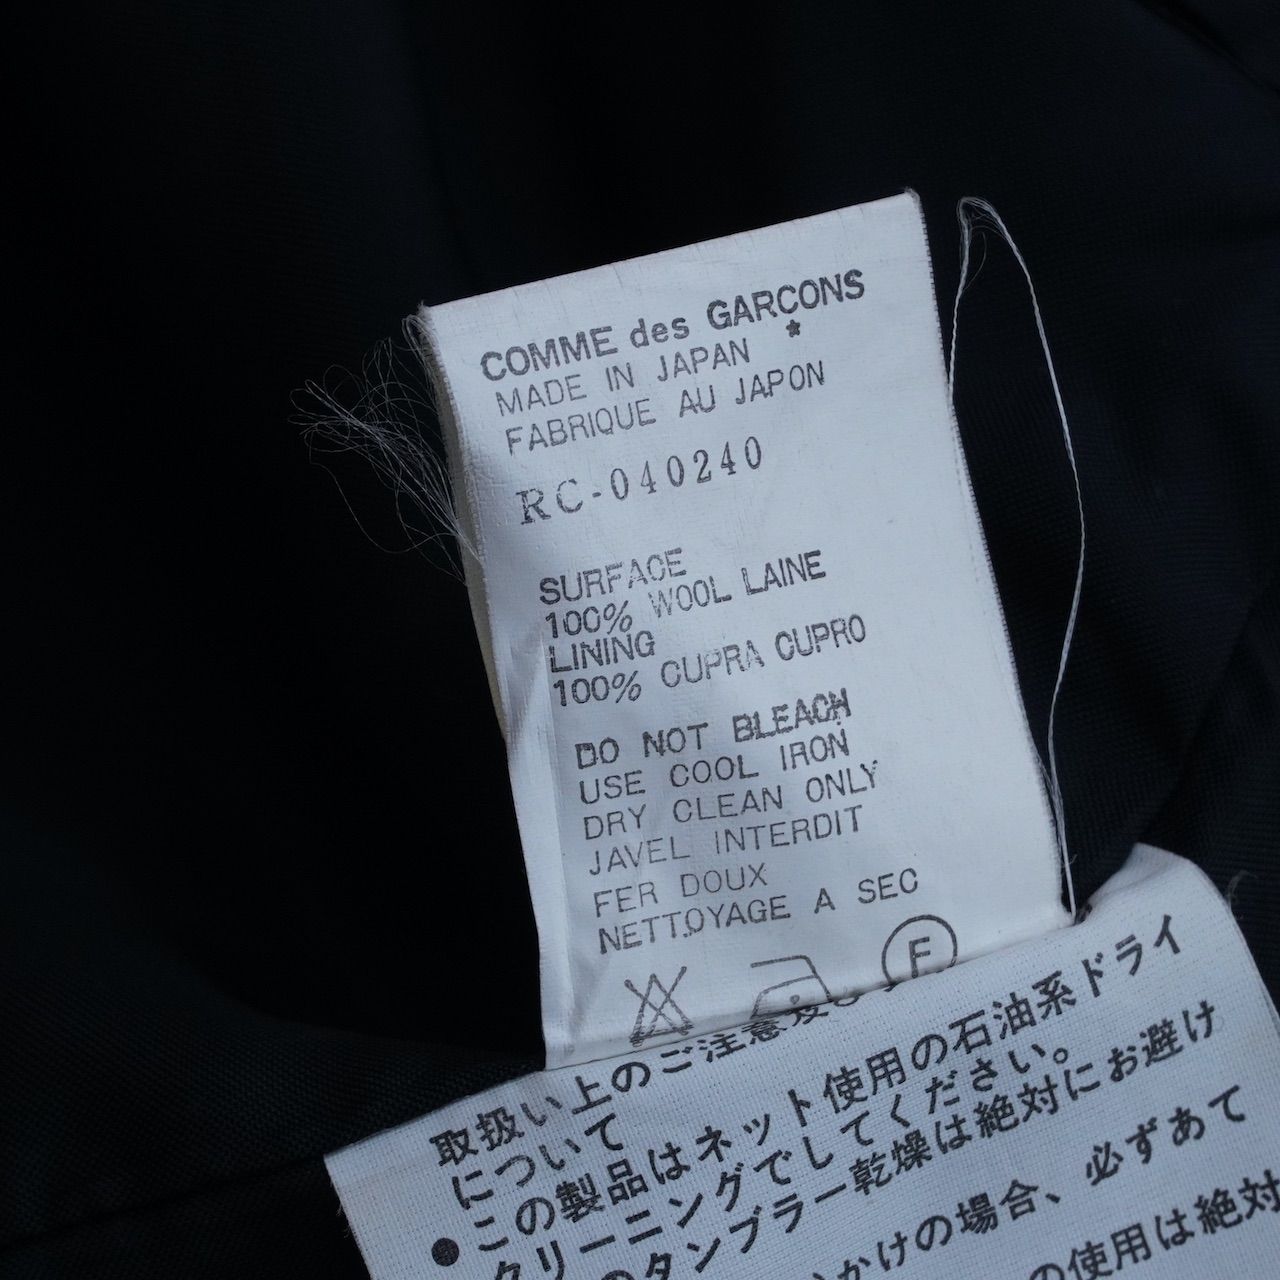 COMME des GARCONS
MADE IN JAPAN
FABRIQUE AU JAPON
RC-040240
SURFACE
100% WOOL LAINE
LINING
100% CUPRA CUPRO
DO NOT BLEACH
USE COOL IRON
DRY CLEAN ONLY
JAVEL INTERDIT
FER DOUX
NETTOYAGE A SEC
F
取扱い上のご注意
について
●この製品はネット使用の石油系ドライ
クリーニングでしてください。
タンブラー乾燥は絶対にお避け
かけの場合、必ずあて
の使用は絶対